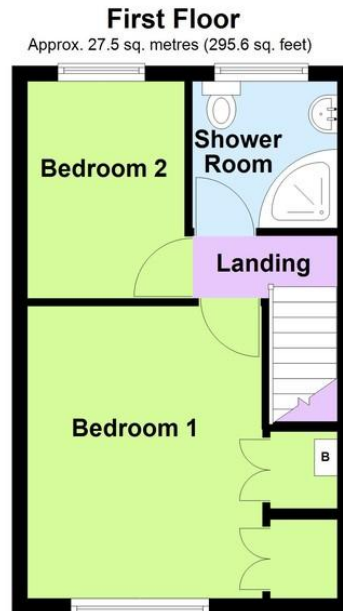 First Floor
Approx. 27.5 sq. metres (295.6 sq. feet)
Shower
Room
Bedroom 2
Landing
Bedroom 1
B